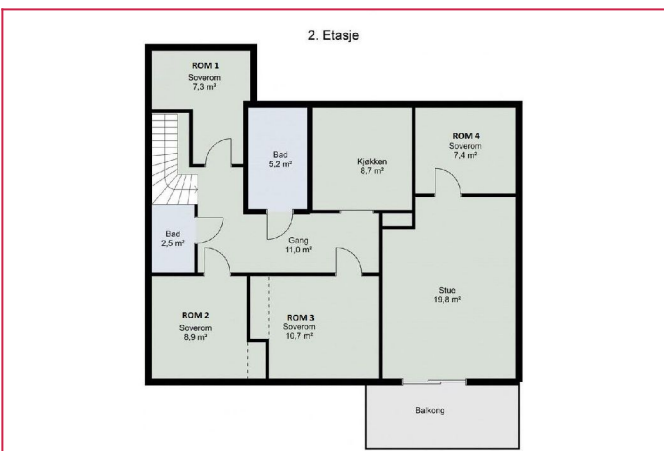 2. Etasje
ROM 1
Soverom
7,3 m²
Bad
5,2 m²
Kjøkken
8,7 m²
ROM 4
Soverom
7,4 m²
Bad
2,5 m²
Gang
11,0 m²
Stue
19,8 m²
ROM 2
Soverom
8,9 m²
ROM 3
Soverom
10,7 m²
Balkong